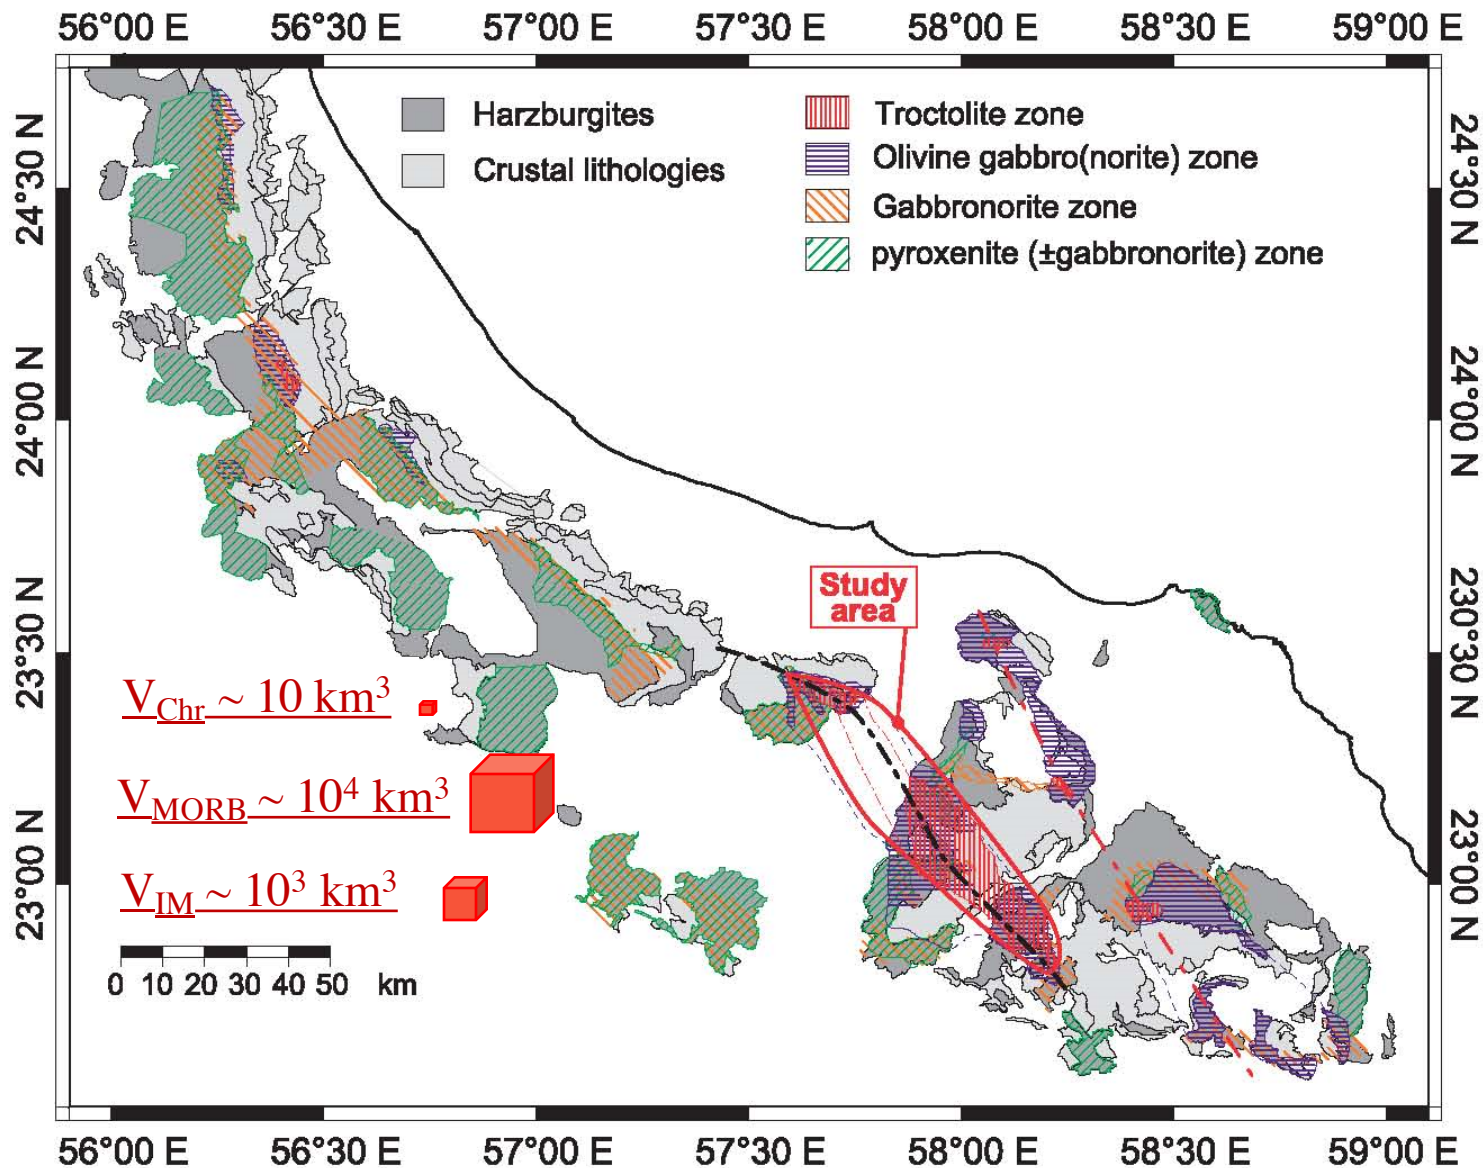 56°00 E 56°30 E 57°00 E 57°30 E 58°00 E 58°30 E 59°00 E
24°30 N
24°00 N
23°30 N
23°00 N
Harzburgites
Crustal lithologies
Troctolite zone
Olivine gabbro(norite) zone
Gabbronorite zone
pyroxenite (±gabbronorite) zone
24°30 N
24°00 N
230°30 N
23°00 N
Study
area
V_Chr ~ 10 km³
V_MORB ~ 10⁴ km³
V_IM ~ 10³ km³
0 10 20 30 40 50 km
56°00 E 56°30 E 57°00 E 57°30 E 58°00 E 58°30 E 59°00 E